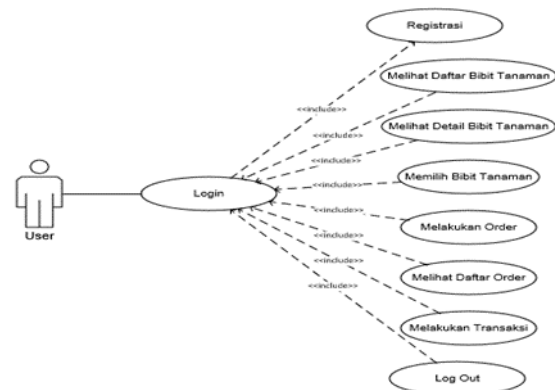 Registrasi
Melihat Daftar Bibit Tanaman
<<include>>
<<include>>
Melihat Detail Bibit Tanaman
<<include>>
Memilih Bibit Tanaman
<<include>>
Login
<<include>>
Melakukan Order
User
<<include>>
<<include>>
Melihat Daftar Order
<<include>>
Melakukan Transaksi
Log Out